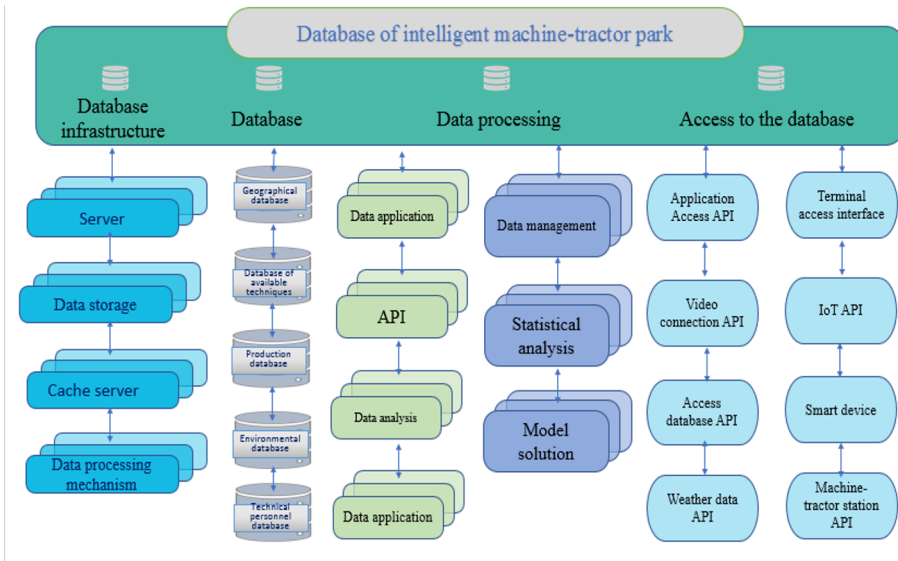 Database of intelligent machine-tractor park
Database
infrastructure
Database
Data processing
Access to the database
Server
Data storage
Cache server
Data processing
mechanism
Geographical
database
Database of
available
techniques
Production
database
Environmental
database
Technical
personnel
database
Data application
API
Data analysis
Data application
Data management
Statistical
analysis
Model
solution
Application
Access API
Video
connection API
Access
database API
Weather data
API
Terminal
access interface
IoT API
Smart device
Machine-
tractor station
API